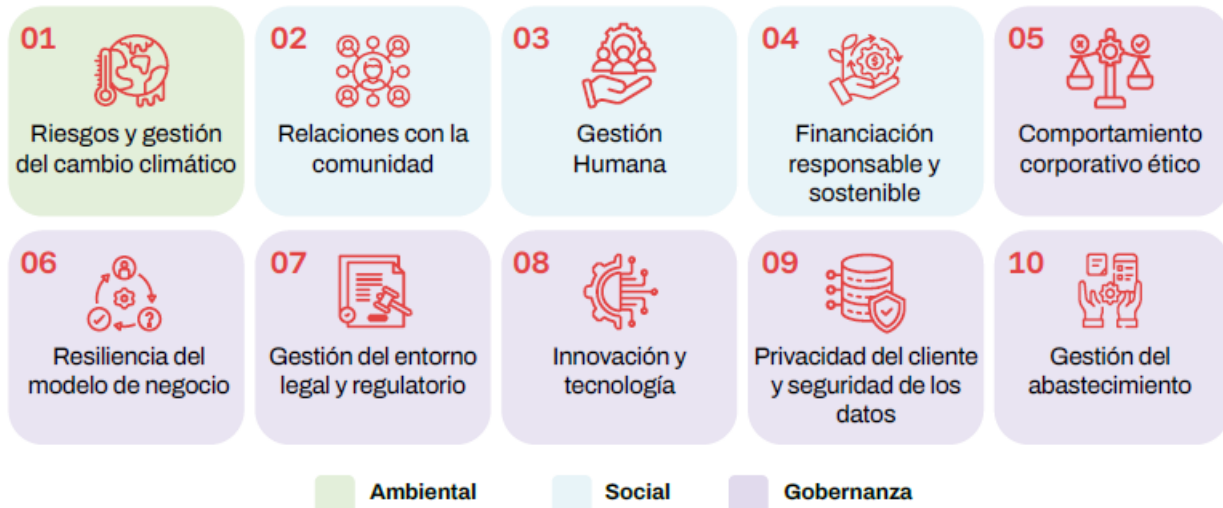 01
Riesgos y gestión
del cambio climático
02
Relaciones con la
comunidad
03
Gestión
Humana
04
Financiación
responsable y
sostenible
05
Comportamiento
corporativo ético
06
Resiliencia del
modelo de negocio
07
Gestión del entorno
legal y regulatorio
08
Innovación y
tecnología
09
Privacidad del cliente
y seguridad de los
datos
10
Gestión del
abastecimiento
Ambiental
Social
Gobernanza